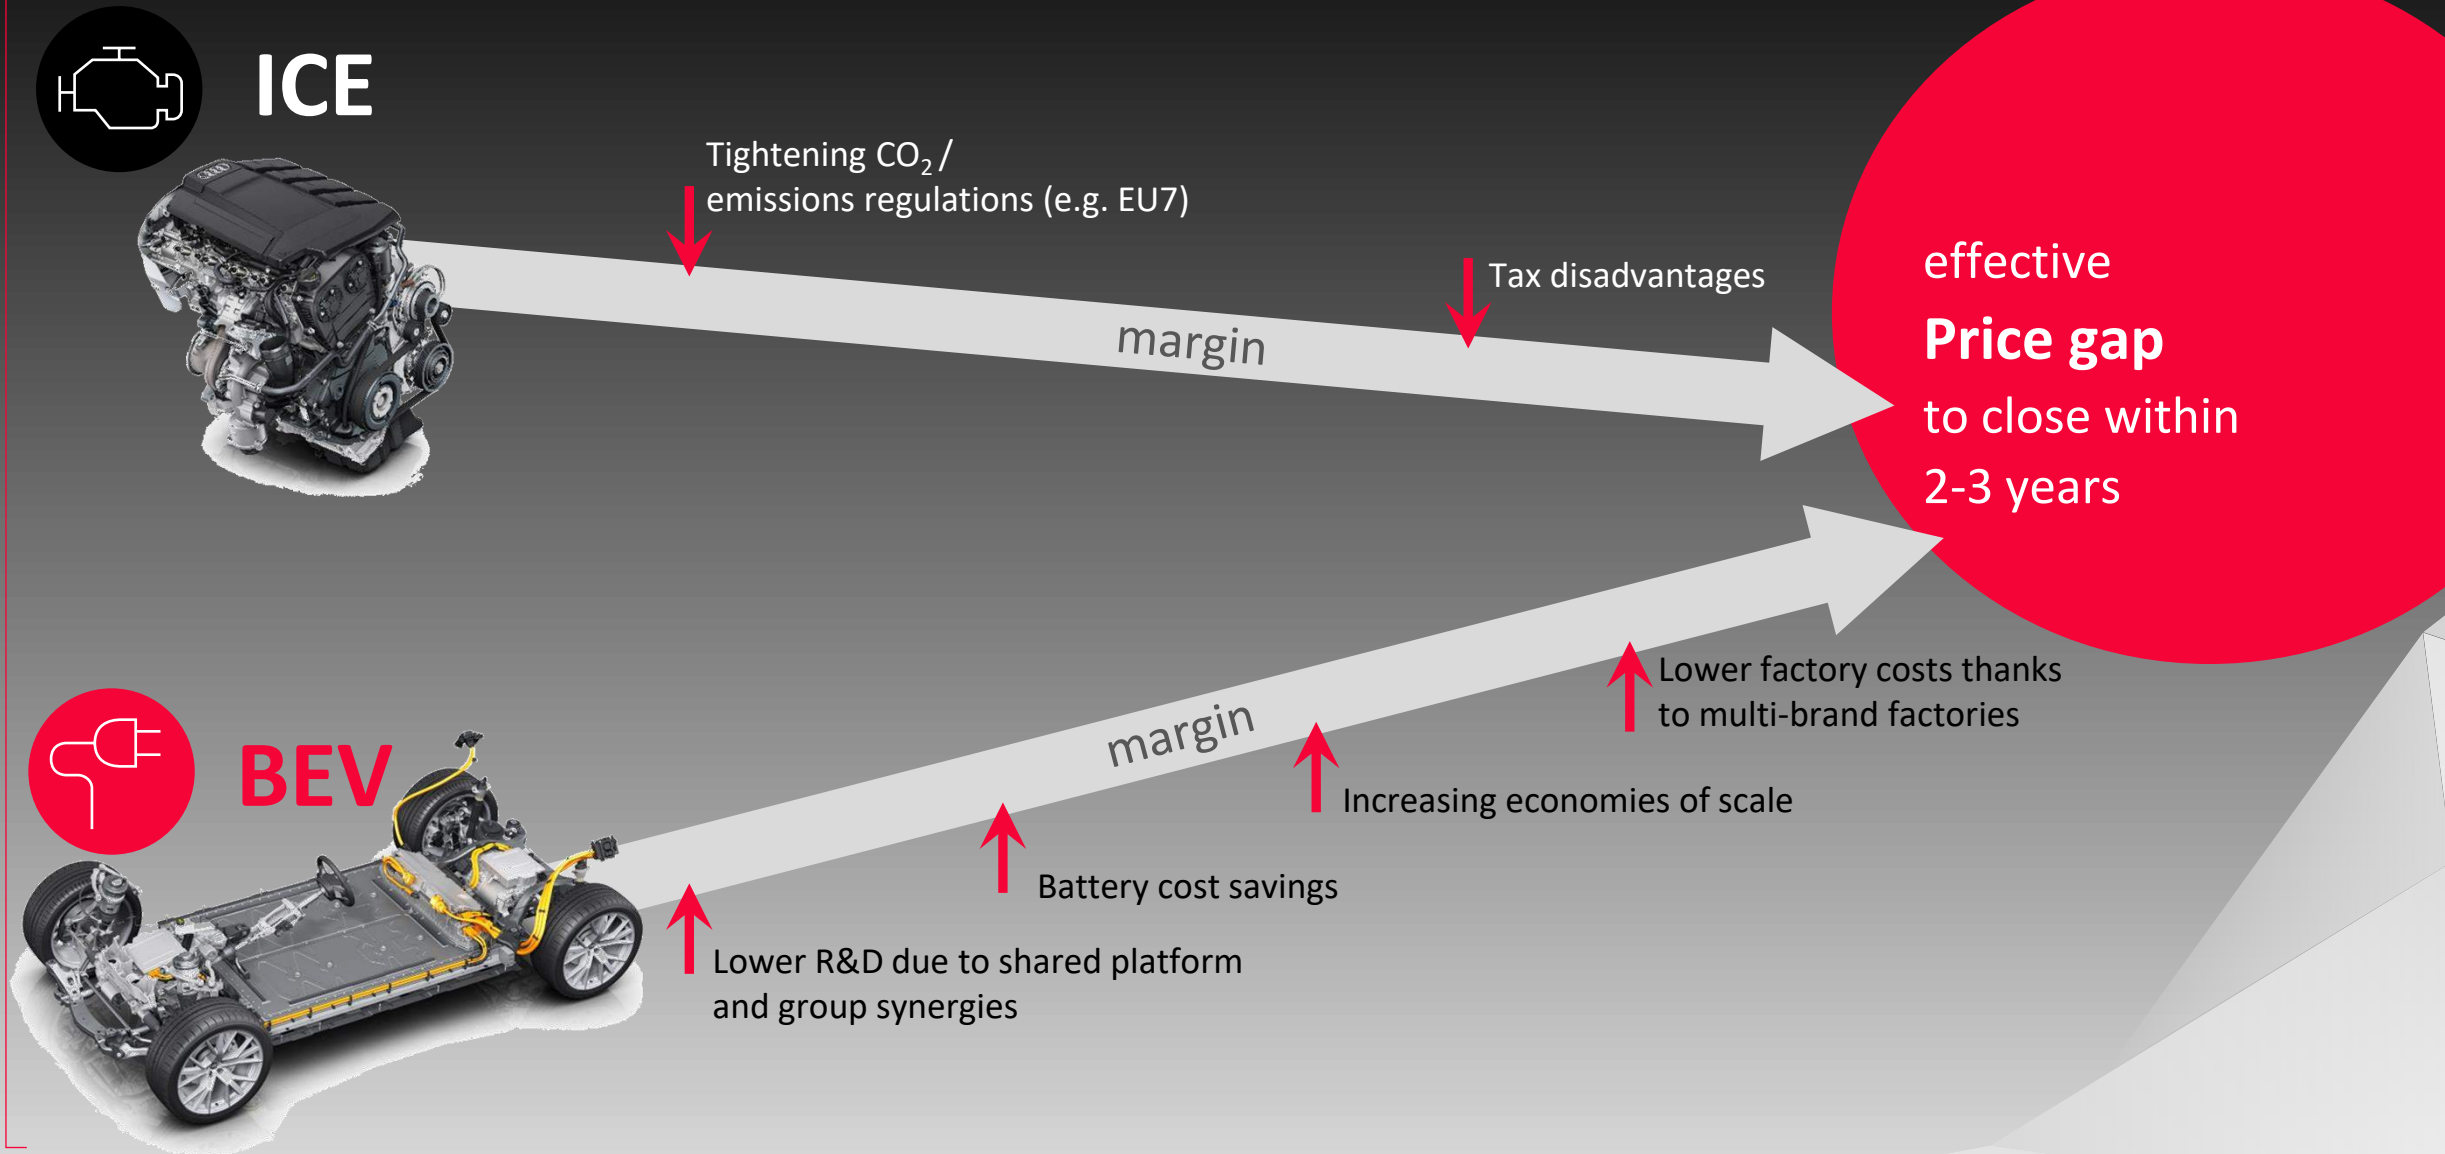 ICE
Tightening CO₂ /
emissions regulations (e.g. EU7)
Tax disadvantages
margin
effective
Price gap
to close within
2-3 years
BEV
margin
Lower factory costs thanks
to multi-brand factories
Increasing economies of scale
Battery cost savings
Lower R&D due to shared platform
and group synergies